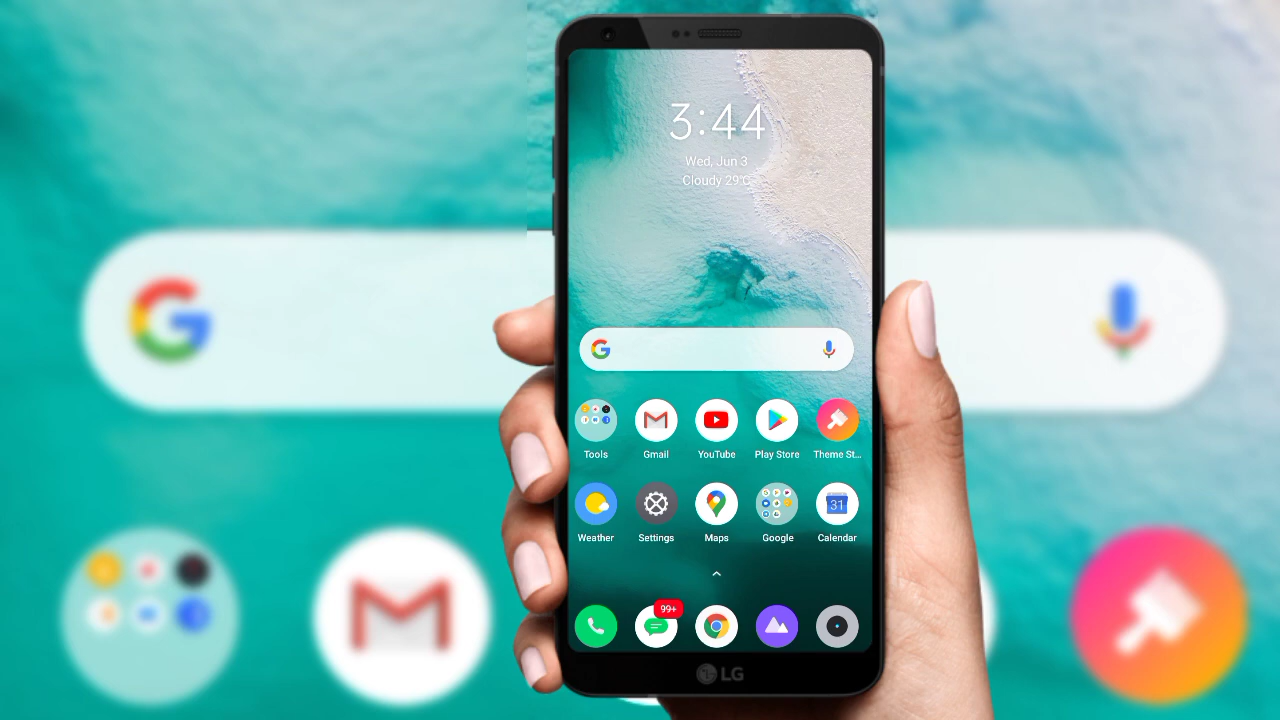 3:44
Wed, Jun 3
Cloudy 29°C
Tools
Gmail
YouTube
Play Store
Theme St...
Weather
Settings
Maps
31
Google
Calendar
99+
LG